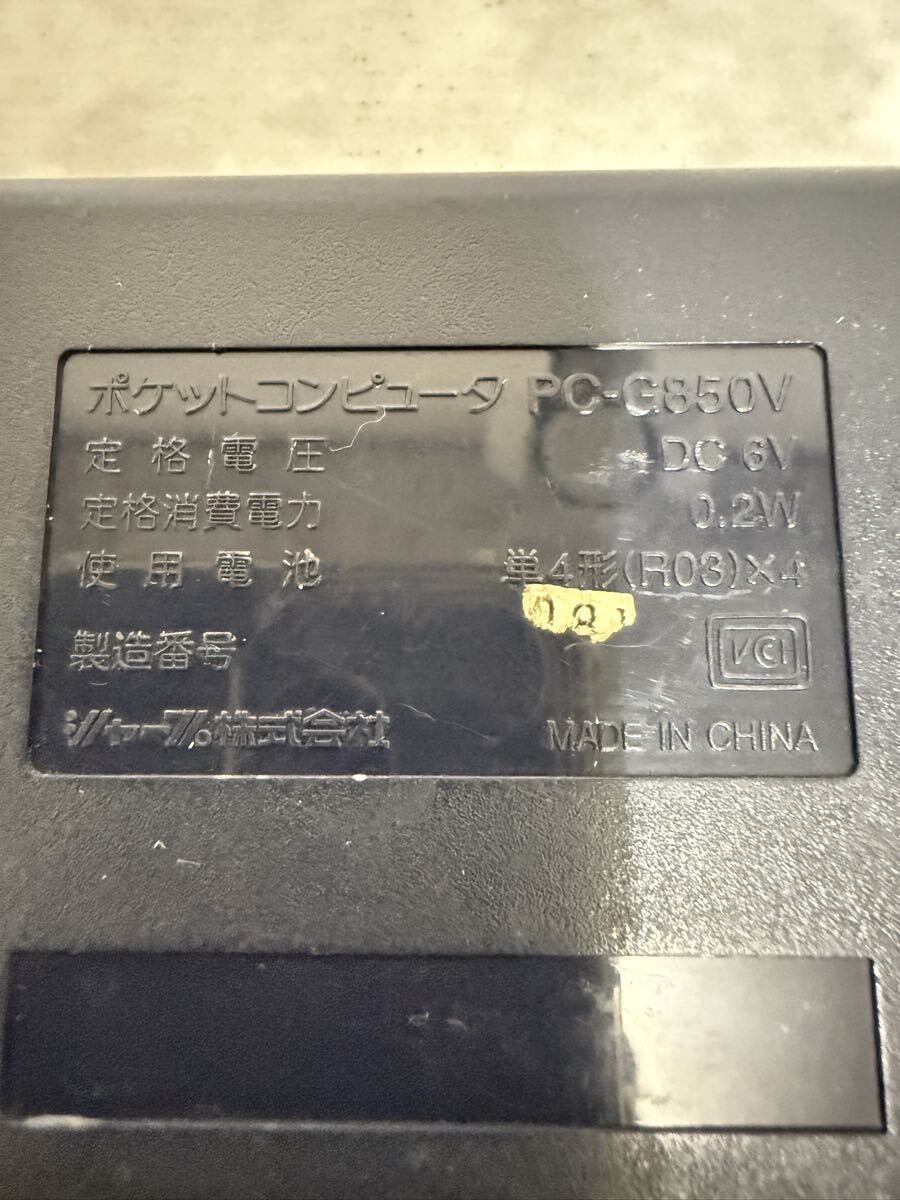 ポケットコンピュータ PC-G850V
定格電圧 DC 6V
定格消費電力 0.2W
使用電池 単4形(R03)×4
製造番号
VCI
シャープ株式会社 MADE IN CHINA